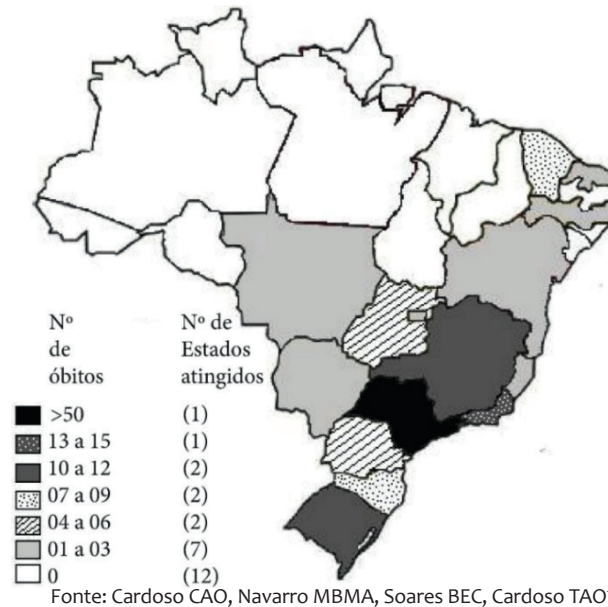 Nº de óbitos
Nº de Estados atingidos
>50 (1)
13 a 15 (1)
10 a 12 (2)
07 a 09 (2)
04 a 06 (2)
01 a 03 (7)
0 (12)
Fonte: Cardoso CAO, Navarro MBMA, Soares BEC, Cardoso TAO